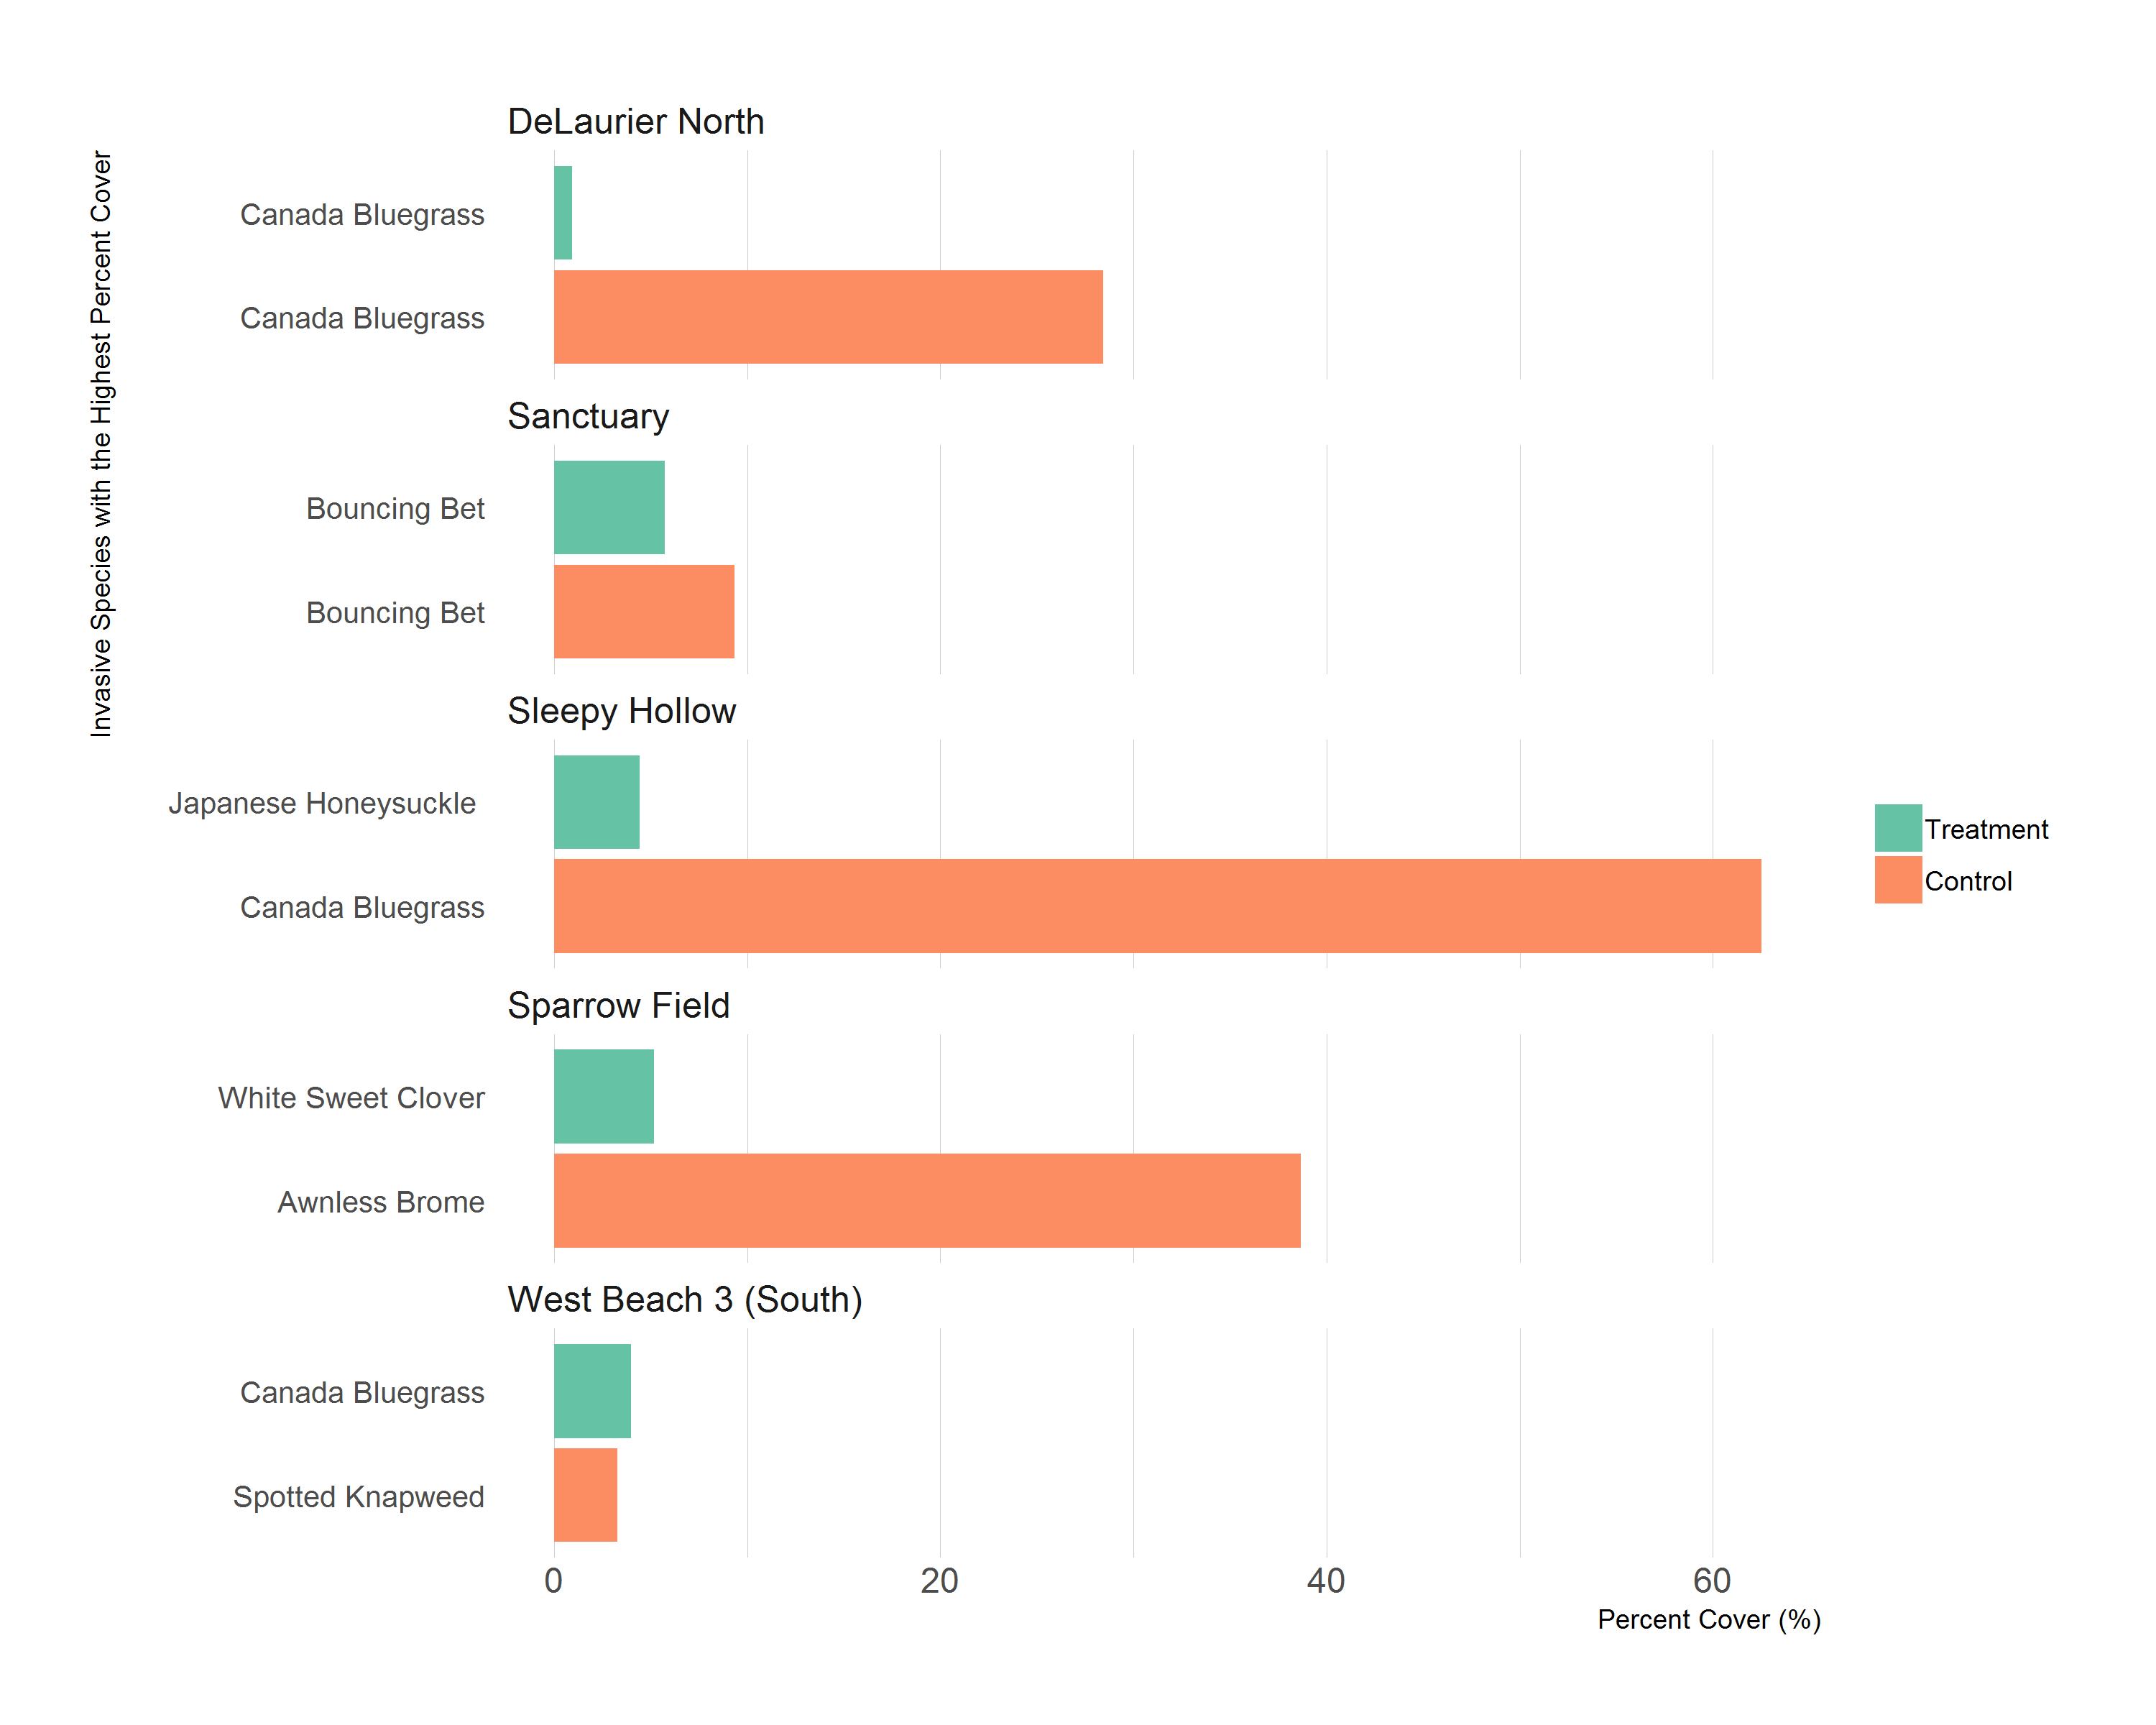 Invasive Species with the Highest Percent Cover
DeLaurier North
Canada Bluegrass
Canada Bluegrass
Sanctuary
Bouncing Bet
Bouncing Bet
Sleepy Hollow
Japanese Honeysuckle
Canada Bluegrass
Sparrow Field
White Sweet Clover
Awnless Brome
West Beach 3 (South)
Canada Bluegrass
Spotted Knapweed
0 20 40 60
Percent Cover (%)
Treatment
Control